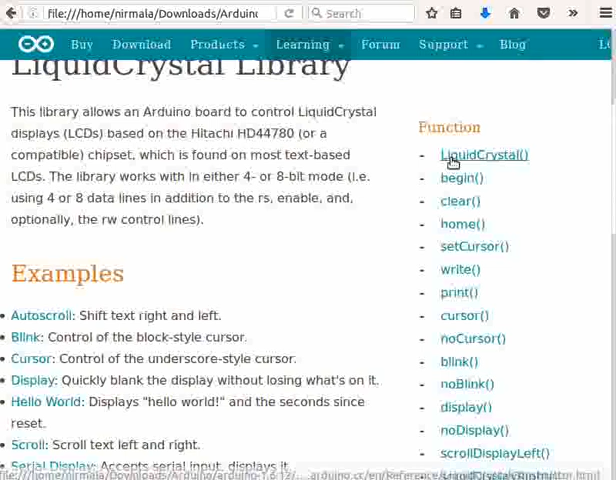 file:///home/nirmala/Downloads/Arduino
Search
Buy Download Products Learning Forum Support Blog
LiquidCrystal Library
This library allows an Arduino board to control LiquidCrystal
displays (LCDs) based on the Hitachi HD44780 (or a
compatible) chipset, which is found on most text-based
LCDs. The library works with in either 4- or 8-bit mode (i.e.
using 4 or 8 data lines in addition to the rs, enable, and,
optionally, the rw control lines).
Examples
Autoscroll: Shift text right and left.
Blink: Control of the block-style cursor.
Cursor: Control of the underscore-style cursor.
Display: Quickly blank the display without losing what's on it.
Hello World: Displays "hello world!" and the seconds since
reset.
Scroll: Scroll text left and right.
Serial Display: Accepts serial input, displays it.
Function
- LiquidCrystal()
- begin()
- clear()
- home()
- setCursor()
- write()
- print()
- cursor()
- noCursor()
- blink()
- noBlink()
- display()
- noDisplay()
- scrollDisplayLeft()